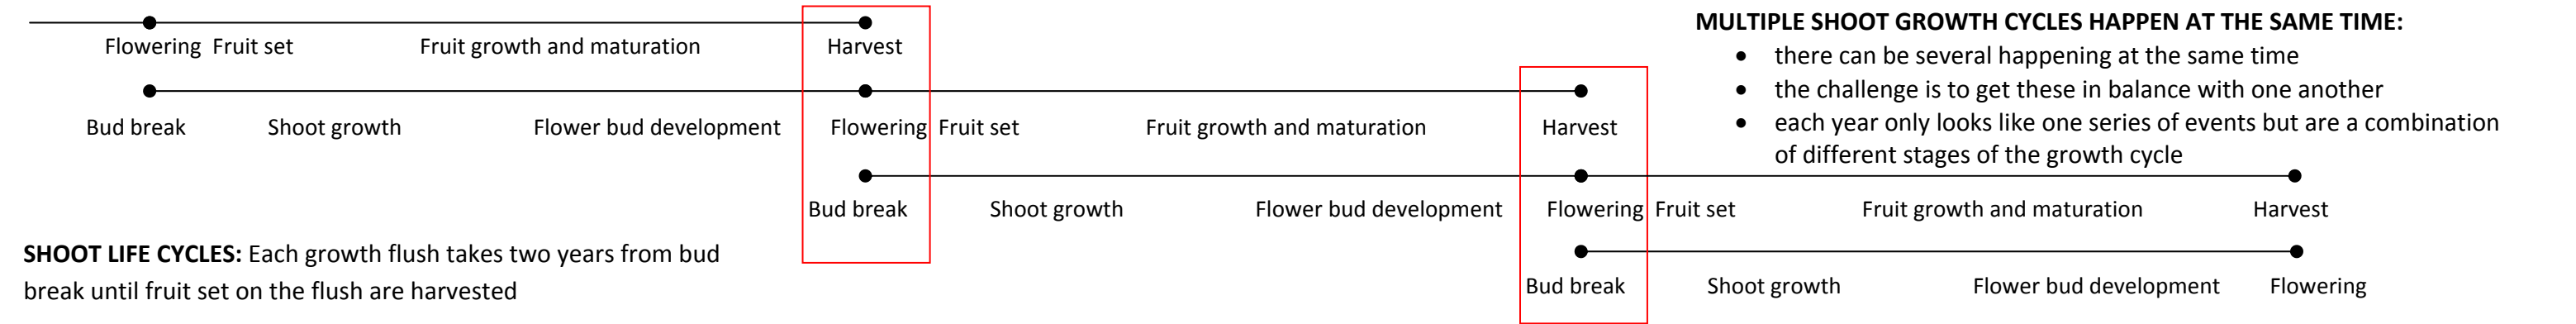 Flowering Fruit set Fruit growth and maturation Harvest
MULTIPLE SHOOT GROWTH CYCLES HAPPEN AT THE SAME TIME:
• there can be several happening at the same time
• the challenge is to get these in balance with one another
• each year only looks like one series of events but are a combination
of different stages of the growth cycle
Bud break Shoot growth Flower bud development Flowering Fruit set Fruit growth and maturation Harvest
Bud break Shoot growth Flower bud development Flowering Fruit set Fruit growth and maturation Harvest
SHOOT LIFE CYCLES: Each growth flush takes two years from bud
break until fruit set on the flush are harvested
Bud break Shoot growth Flower bud development Flowering